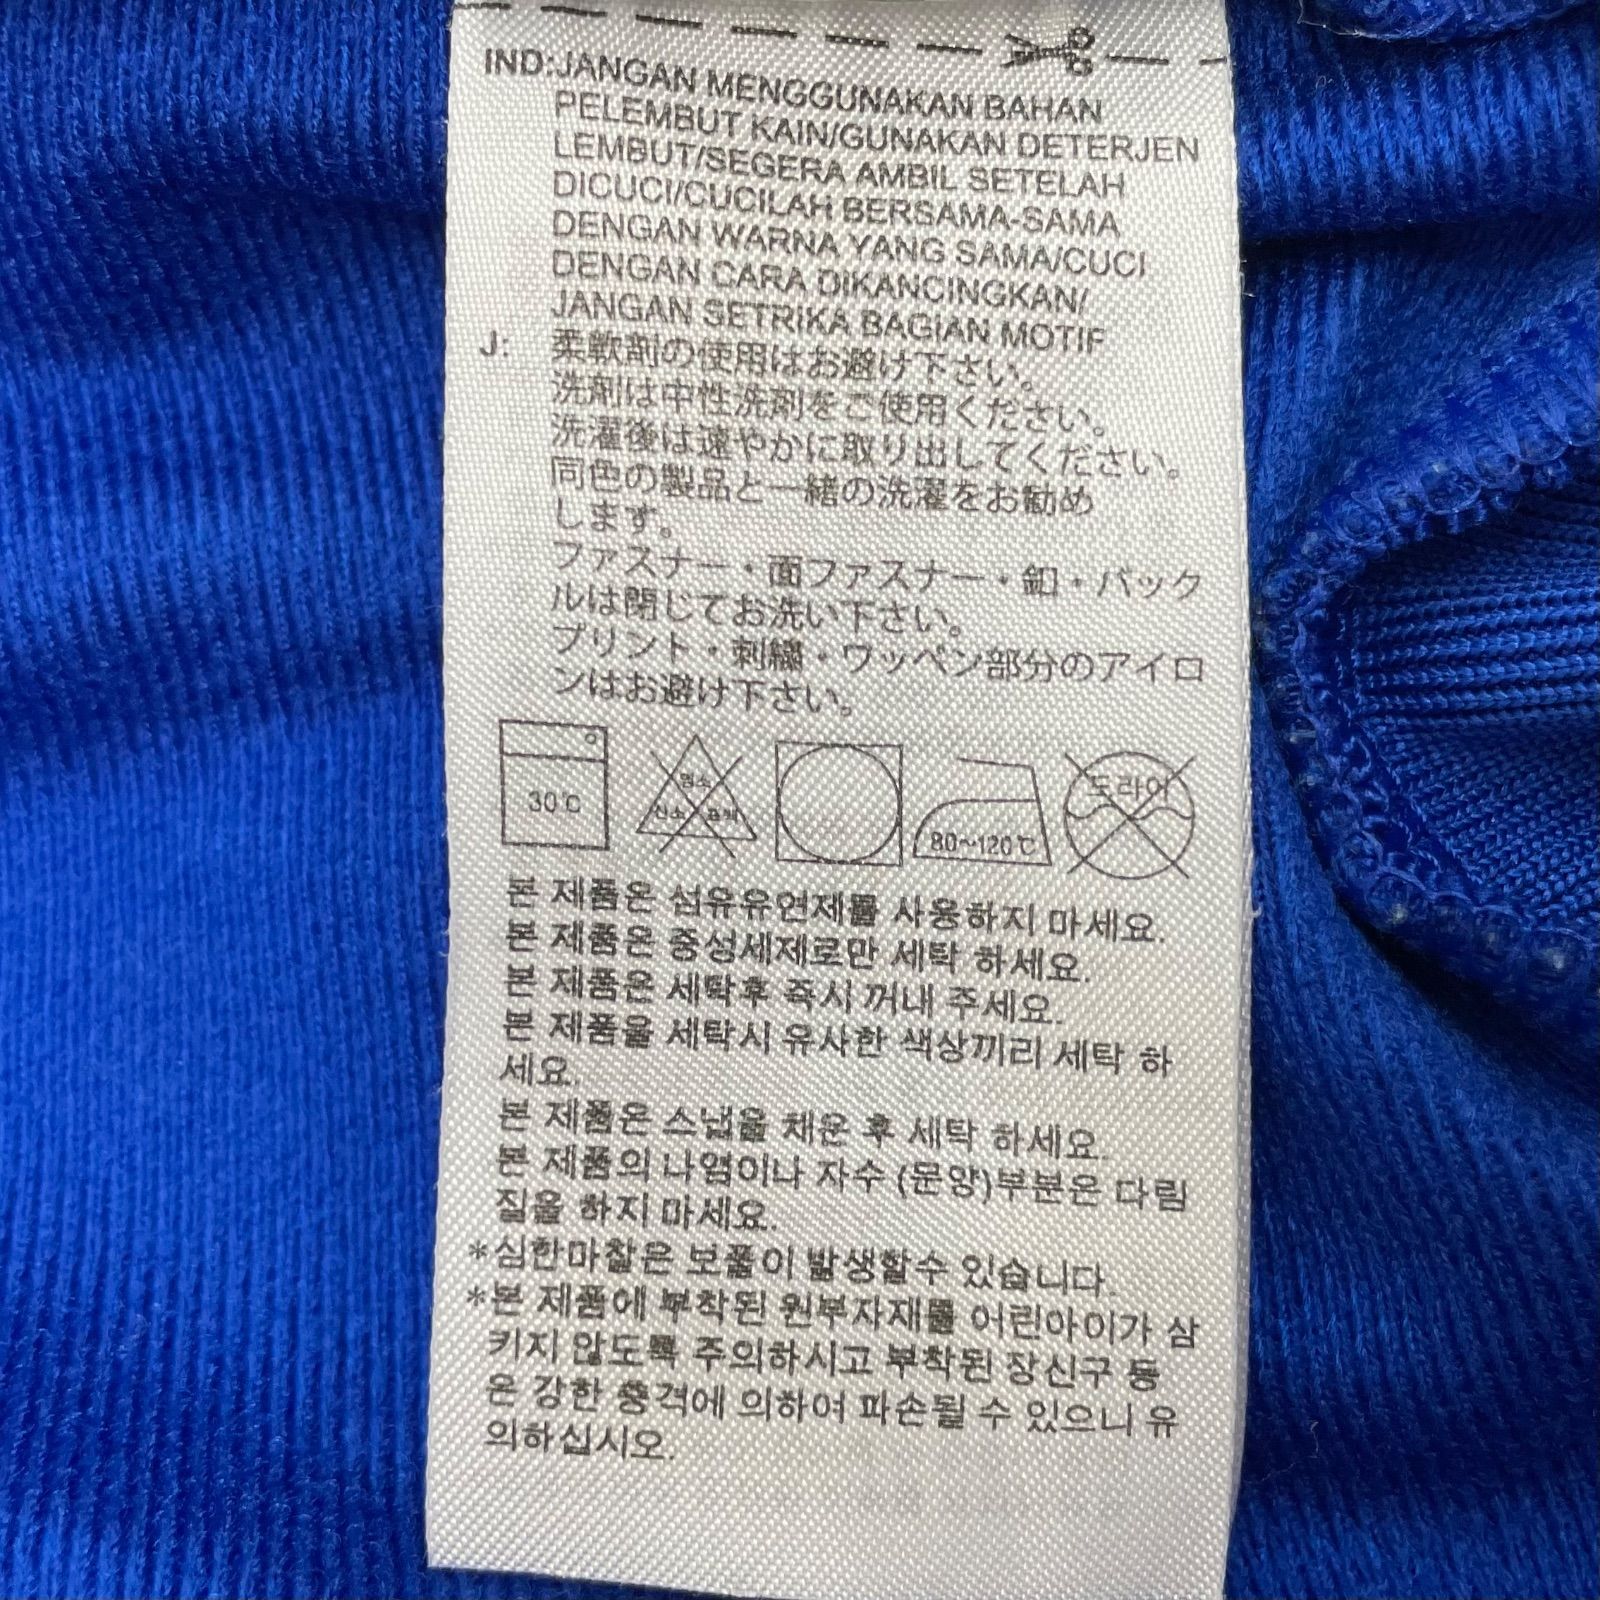 IND:JANGAN MENGGUNAKAN BAHAN
PELEMBUT KAIN/GUNAKAN DETERJEN
LEMBUT/SEGERA AMBIL SETELAH
DICUCI/CUCILAH BERSAMA-SAMA
DENGAN WARNA YANG SAMA/CUCI
DENGAN CARA DIKANCINGKAN/
JANGAN SETRIKA BAGIAN MOTIF
J: 柔軟剤の使用はお避け下さい。
洗剤は中性洗剤をご使用ください。
洗濯後は速やかに取り出してください。
同色の製品と一緒の洗濯をお勧め
します。
ファスナー・面ファスナー・釦・バック
ルは閉じてお洗い下さい。
プリント・刺繍・ワッペン部分のアイロ
ンはお避け下さい。
30℃
염소
산소 표백
80~120℃
드라이
본 제품은 섬유유연제를 사용하지 마세요.
본 제품은 중성세제로만 세탁 하세요.
본 제품은 세탁후 즉시 꺼내 주세요.
본 제품을 세탁시 유사한 색상끼리 세탁 하
세요.
본 제품은 스냅을 채운 후 세탁 하세요.
본 제품의 나염이나 자수 (문양)부분은 다림
질을 하지 마세요.
*심한마찰은 보풀이 발생할수 있습니다.
*본 제품에 부착된 원부자재를 어린아이가 삼
키지 않도록 주의하시고 부착된 장신구 등
은 강한 충격에 의하여 파손될 수 있으니 유
의하십시오.